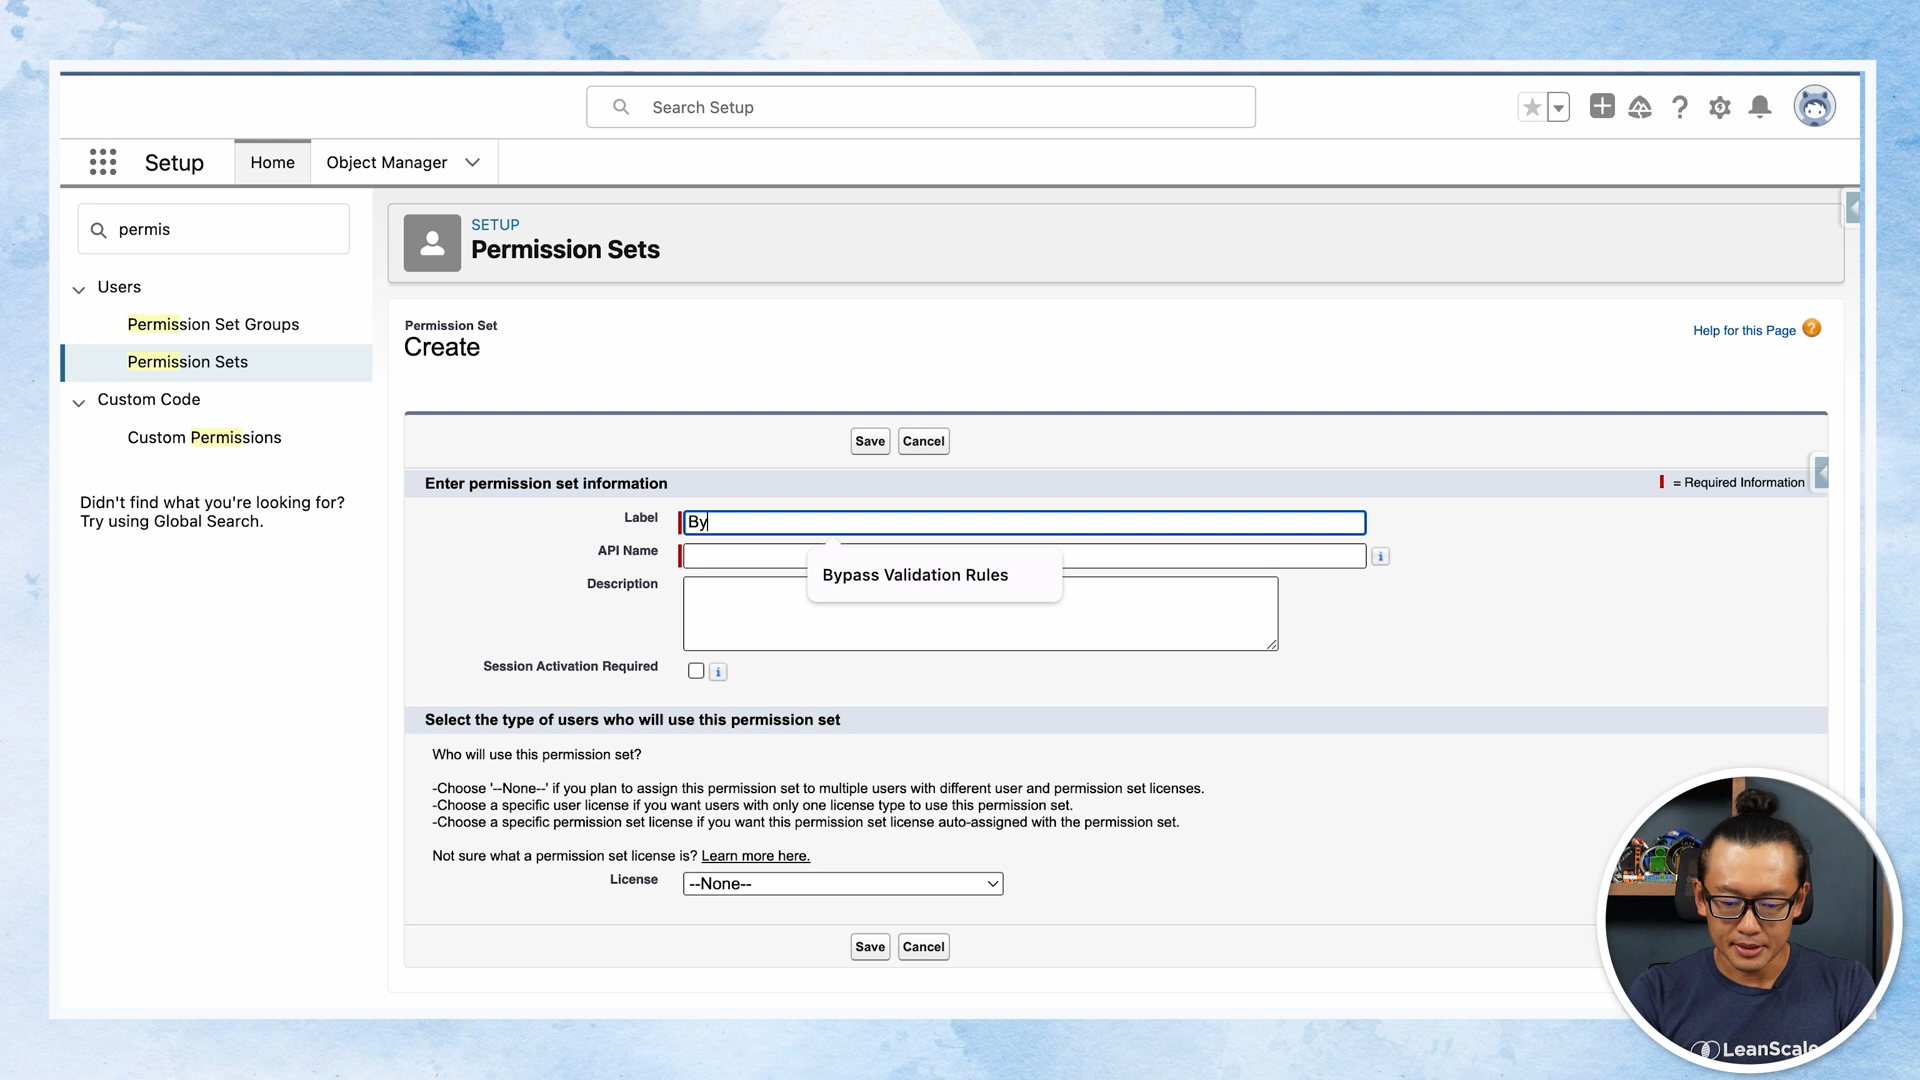 Search Setup
Setup
Home
Object Manager
permis
Users
Permission Set Groups
Permission Sets
Custom Code
Custom Permissions
Didn't find what you're looking for?
Try using Global Search.
SETUP
Permission Sets
Permission Set
Create
Help for this Page ?
Save
Cancel
Enter permission set information
= Required Information
Label
By
API Name
Bypass Validation Rules
Description
Session Activation Required
Select the type of users who will use this permission set
Who will use this permission set?
-Choose '--None--' if you plan to assign this permission set to multiple users with different user and permission set licenses.
-Choose a specific user license if you want users with only one license type to use this permission set.
-Choose a specific permission set license if you want this permission set license auto-assigned with the permission set.
Not sure what a permission set license is? Learn more here.
License
--None--
Save
Cancel
LeanScale